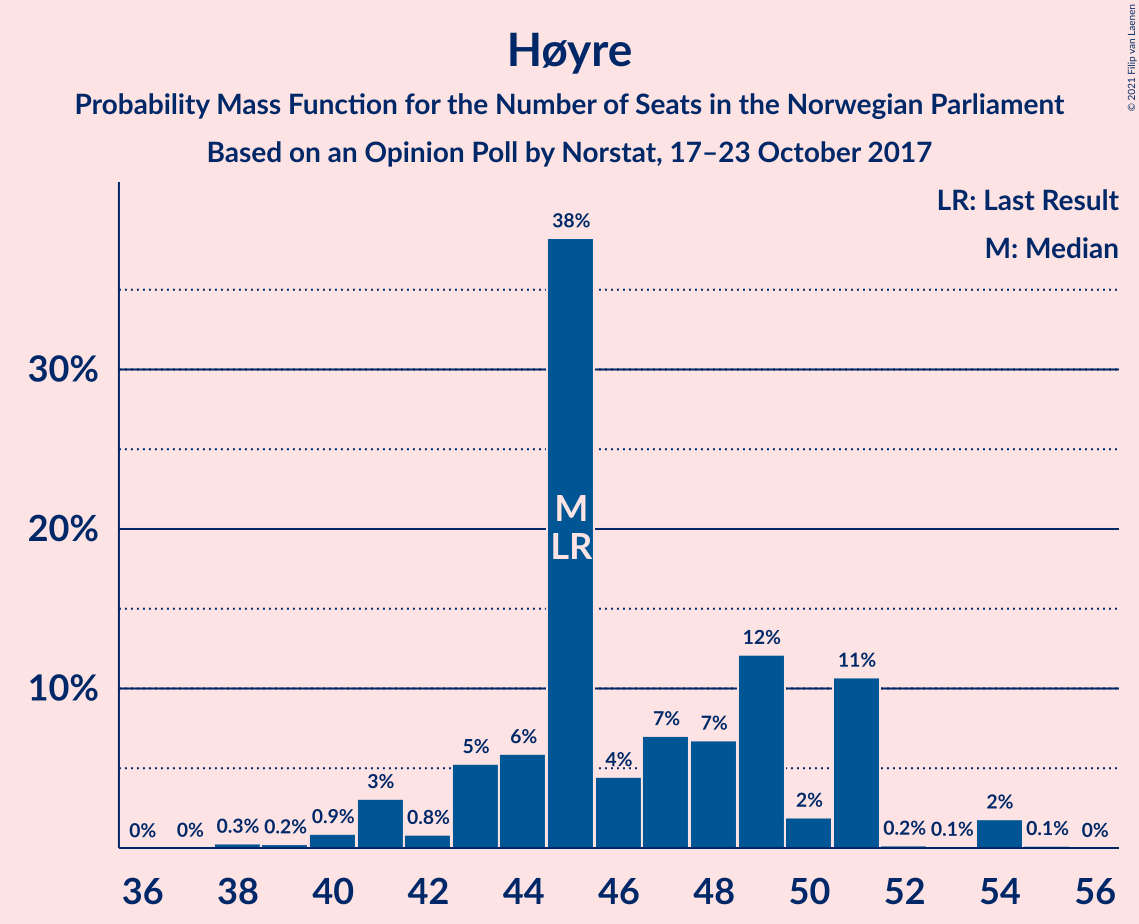 Høyre
Probability Mass Function for the Number of Seats in the Norwegian Parliament
Based on an Opinion Poll by Norstat, 17–23 October 2017
© 2021 Filip van Laenen
LR: Last Result
M: Median
30%
20%
10%
0%
0%
0.3%
0.2%
0.9%
3%
0.8%
5%
6%
38%
M
LR
4%
7%
7%
12%
2%
11%
0.2%
0.1%
2%
0.1%
0%
36 38 40 42 44 46 48 50 52 54 56